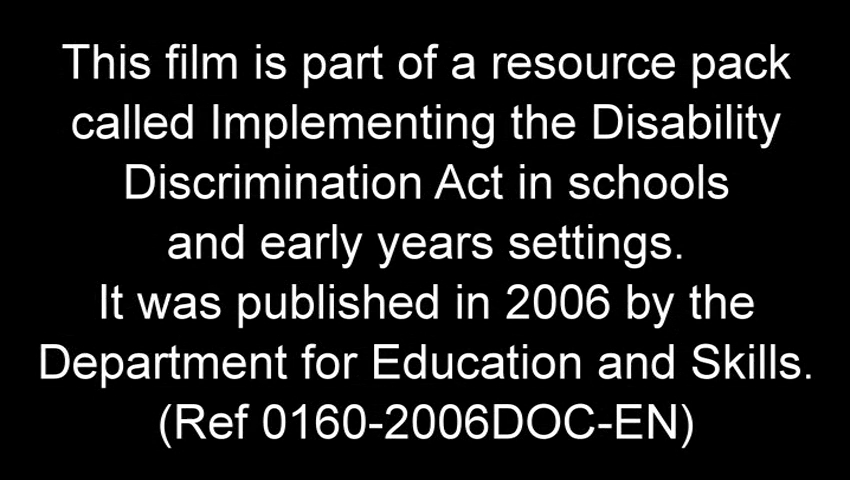 This film is part of a resource pack
called Implementing the Disability
Discrimination Act in schools
and early years settings.
It was published in 2006 by the
Department for Education and Skills.
(Ref 0160-2006DOC-EN)